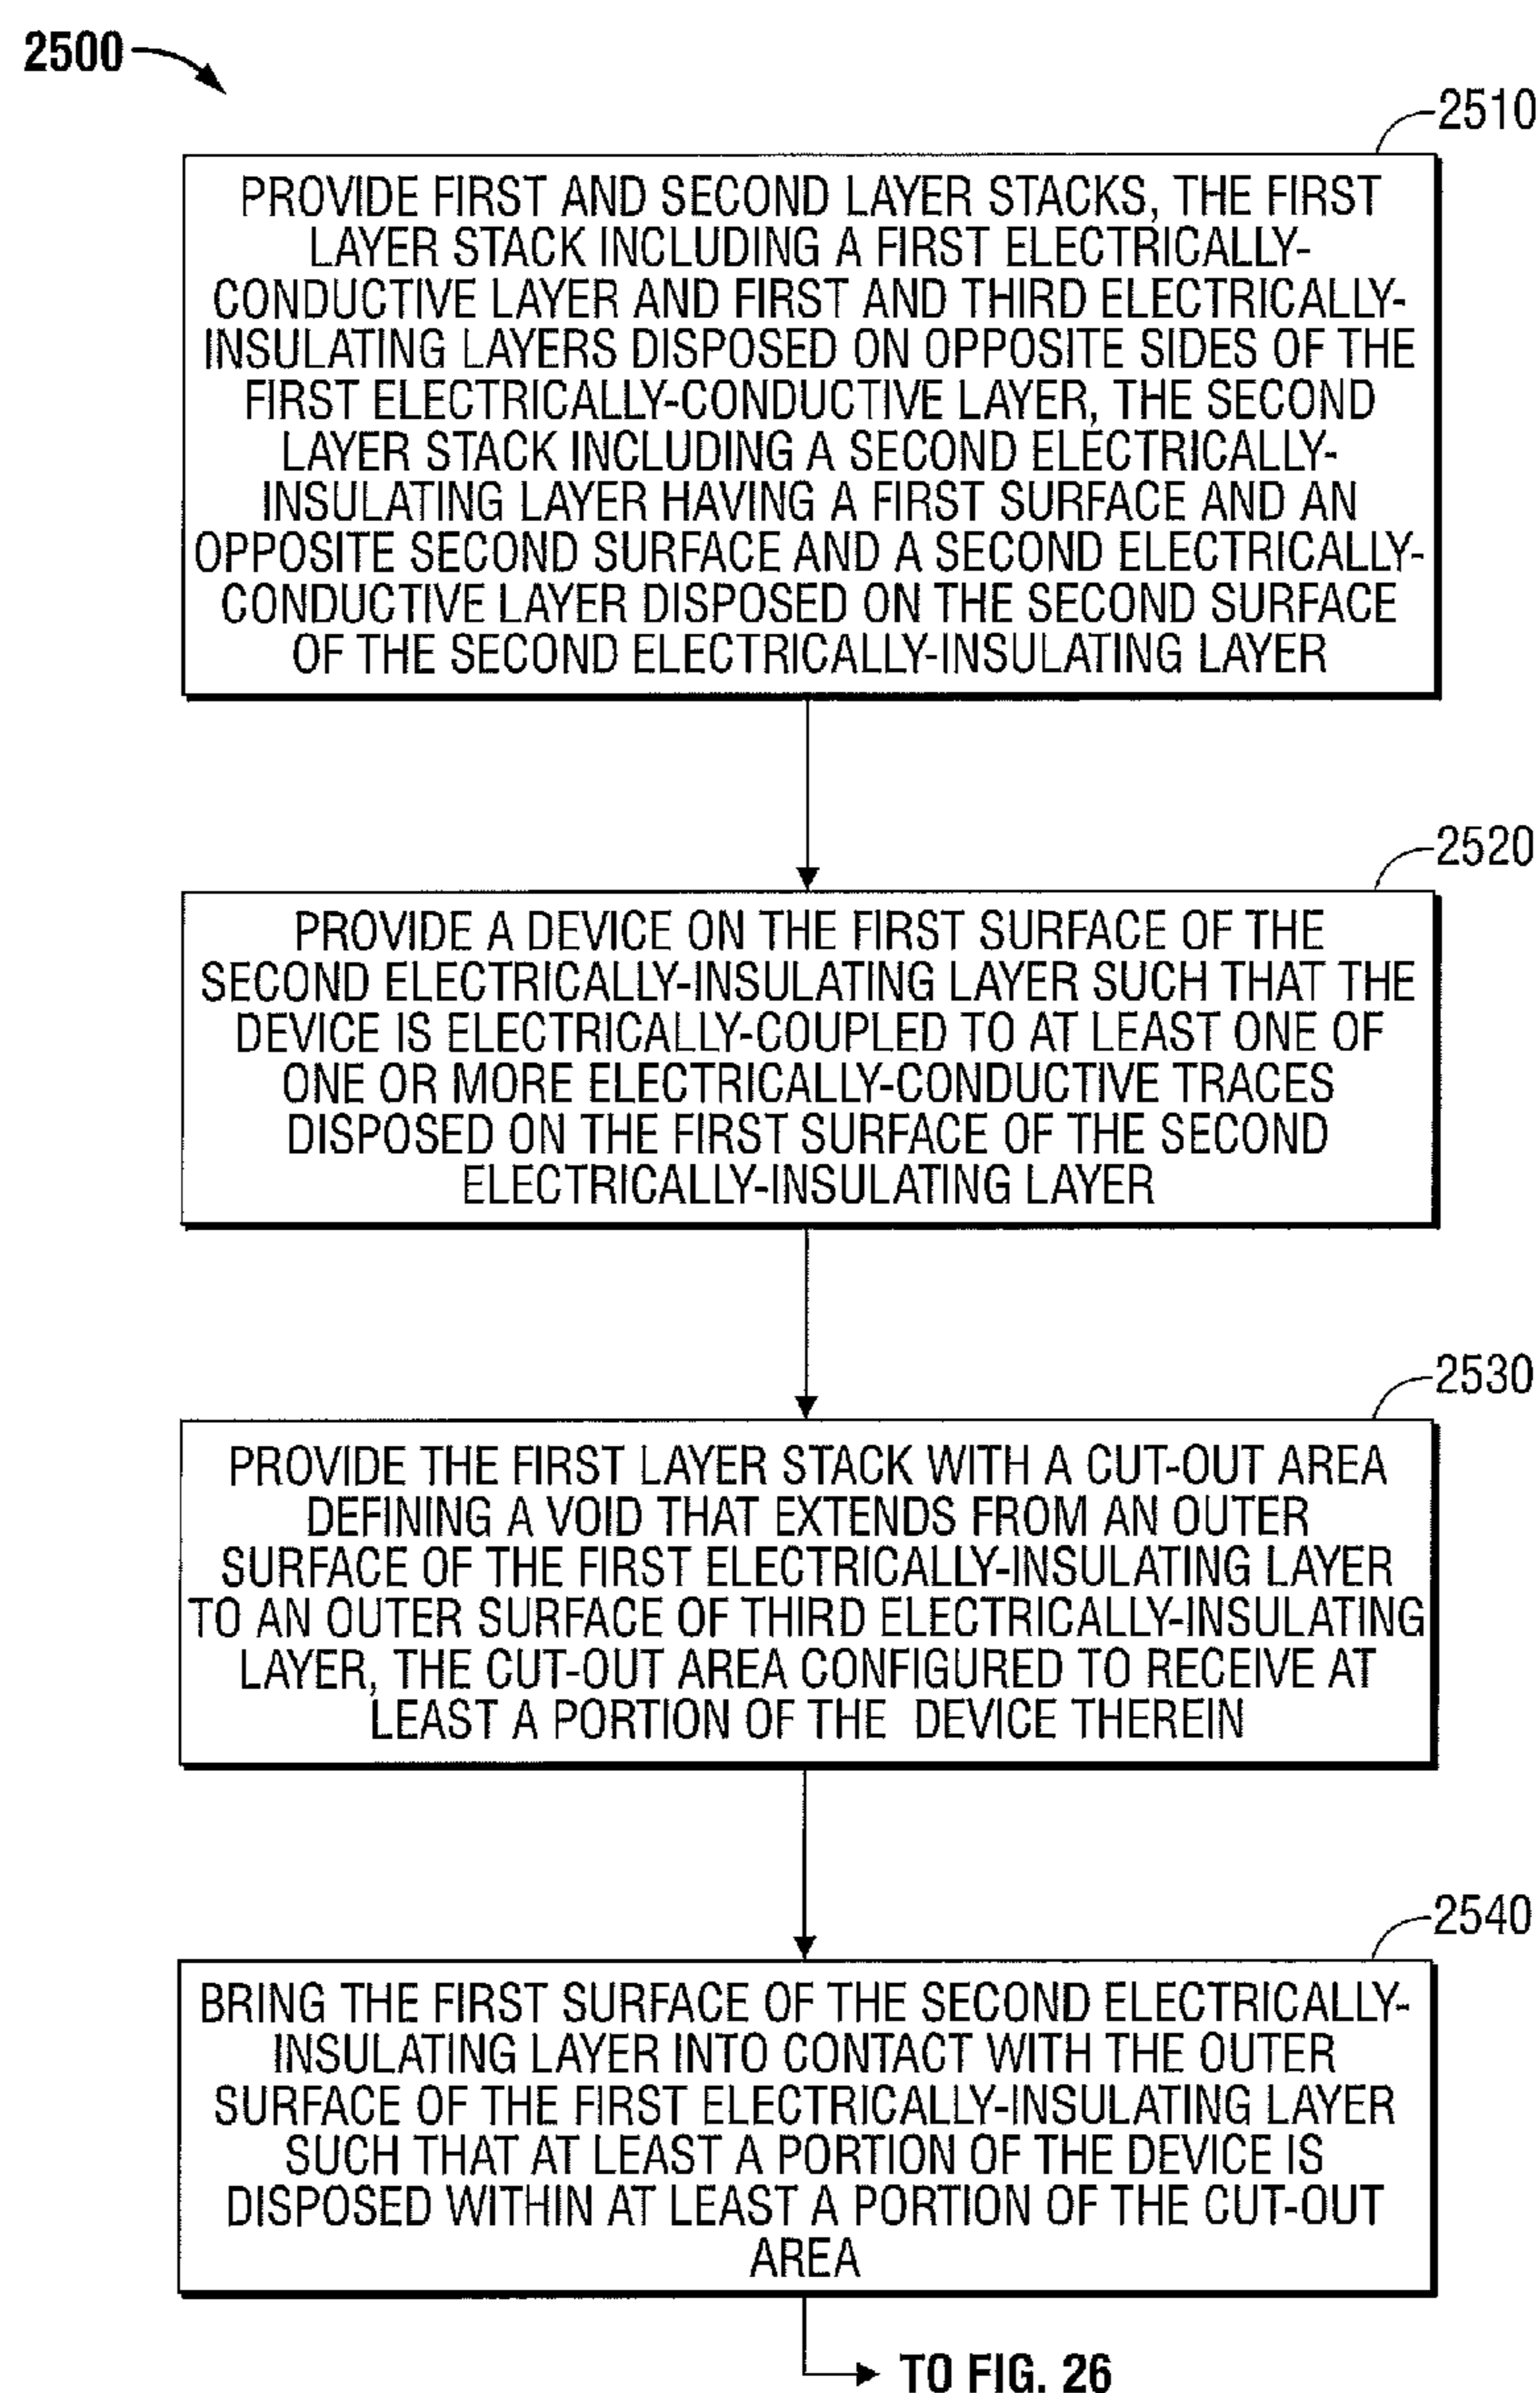 2500
2510
PROVIDE FIRST AND SECOND LAYER STACKS, THE FIRST
LAYER STACK INCLUDING A FIRST ELECTRICALLY-
CONDUCTIVE LAYER AND FIRST AND THIRD ELECTRICALLY-
INSULATING LAYERS DISPOSED ON OPPOSITE SIDES OF THE
FIRST ELECTRICALLY-CONDUCTIVE LAYER, THE SECOND
LAYER STACK INCLUDING A SECOND ELECTRICALLY-
INSULATING LAYER HAVING A FIRST SURFACE AND AN
OPPOSITE SECOND SURFACE AND A SECOND ELECTRICALLY-
CONDUCTIVE LAYER DISPOSED ON THE SECOND SURFACE
OF THE SECOND ELECTRICALLY-INSULATING LAYER
2520
PROVIDE A DEVICE ON THE FIRST SURFACE OF THE
SECOND ELECTRICALLY-INSULATING LAYER SUCH THAT THE
DEVICE IS ELECTRICALLY-COUPLED TO AT LEAST ONE OF
ONE OR MORE ELECTRICALLY-CONDUCTIVE TRACES
DISPOSED ON THE FIRST SURFACE OF THE SECOND
ELECTRICALLY-INSULATING LAYER
2530
PROVIDE THE FIRST LAYER STACK WITH A CUT-OUT AREA
DEFINING A VOID THAT EXTENDS FROM AN OUTER
SURFACE OF THE FIRST ELECTRICALLY-INSULATING LAYER
TO AN OUTER SURFACE OF THIRD ELECTRICALLY-INSULATING
LAYER, THE CUT-OUT AREA CONFIGURED TO RECEIVE AT
LEAST A PORTION OF THE DEVICE THEREIN
2540
BRING THE FIRST SURFACE OF THE SECOND ELECTRICALLY-
INSULATING LAYER INTO CONTACT WITH THE OUTER
SURFACE OF THE FIRST ELECTRICALLY-INSULATING LAYER
SUCH THAT AT LEAST A PORTION OF THE DEVICE IS
DISPOSED WITHIN AT LEAST A PORTION OF THE CUT-OUT
AREA
TO FIG. 26